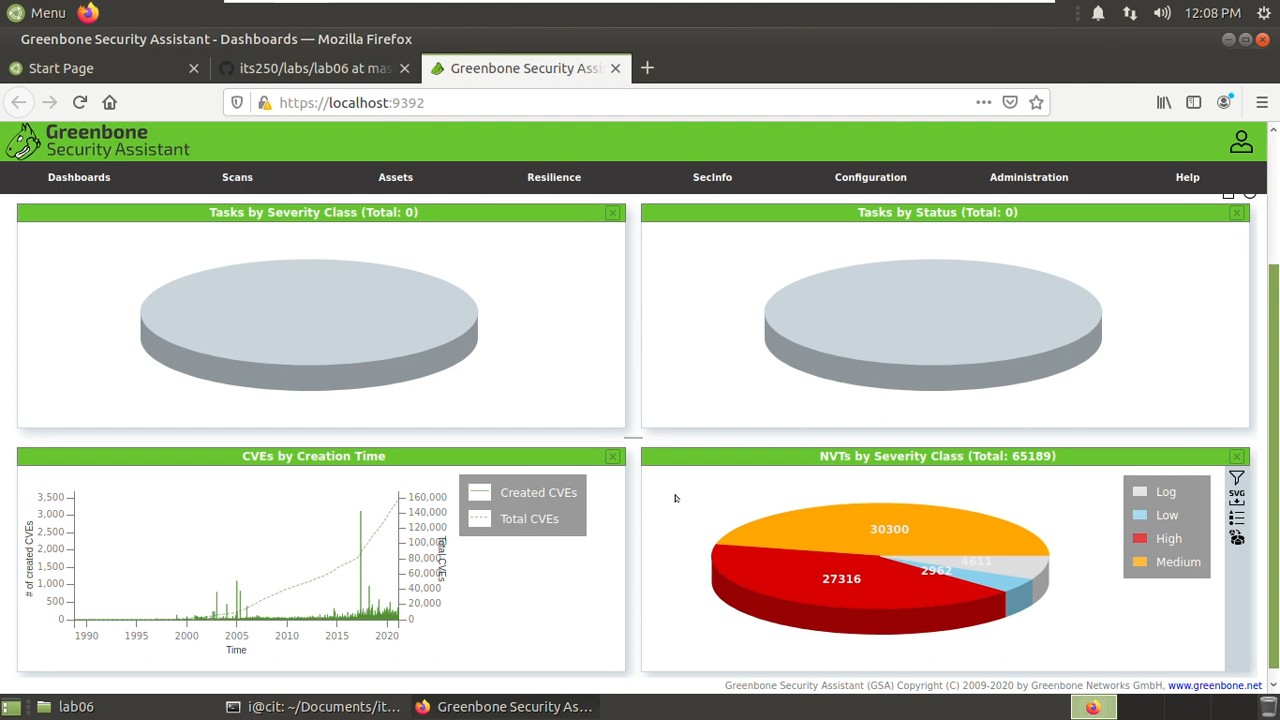 Menu
12:08 PM
Greenbone Security Assistant - Dashboards — Mozilla Firefox
Start Page
its250/labs/lab06 at mas
Greenbone Security Assis
https://localhost:9392
Greenbone
Security Assistant
Dashboards Scans Assets Resilience SecInfo Configuration Administration Help
Tasks by Severity Class (Total: 0)
Tasks by Status (Total: 0)
CVEs by Creation Time
# of created CVEs
3,500
3,000
2,500
2,000
1,500
1,000
500
0
160,000
140,000
120,000
100,000
80,000
60,000
40,000
20,000
0
Total CVEs
1990 1995 2000 2005 2010 2015 2020
Time
Created CVEs
Total CVEs
NVTs by Severity Class (Total: 65189)
30300
27316
2962
4611
Log
Low
High
Medium
SVG
Greenbone Security Assistant (GSA) Copyright (C) 2009-2020 by Greenbone Networks GmbH, www.greenbone.net
lab06
i@cit: ~/Documents/it...
Greenbone Security As...